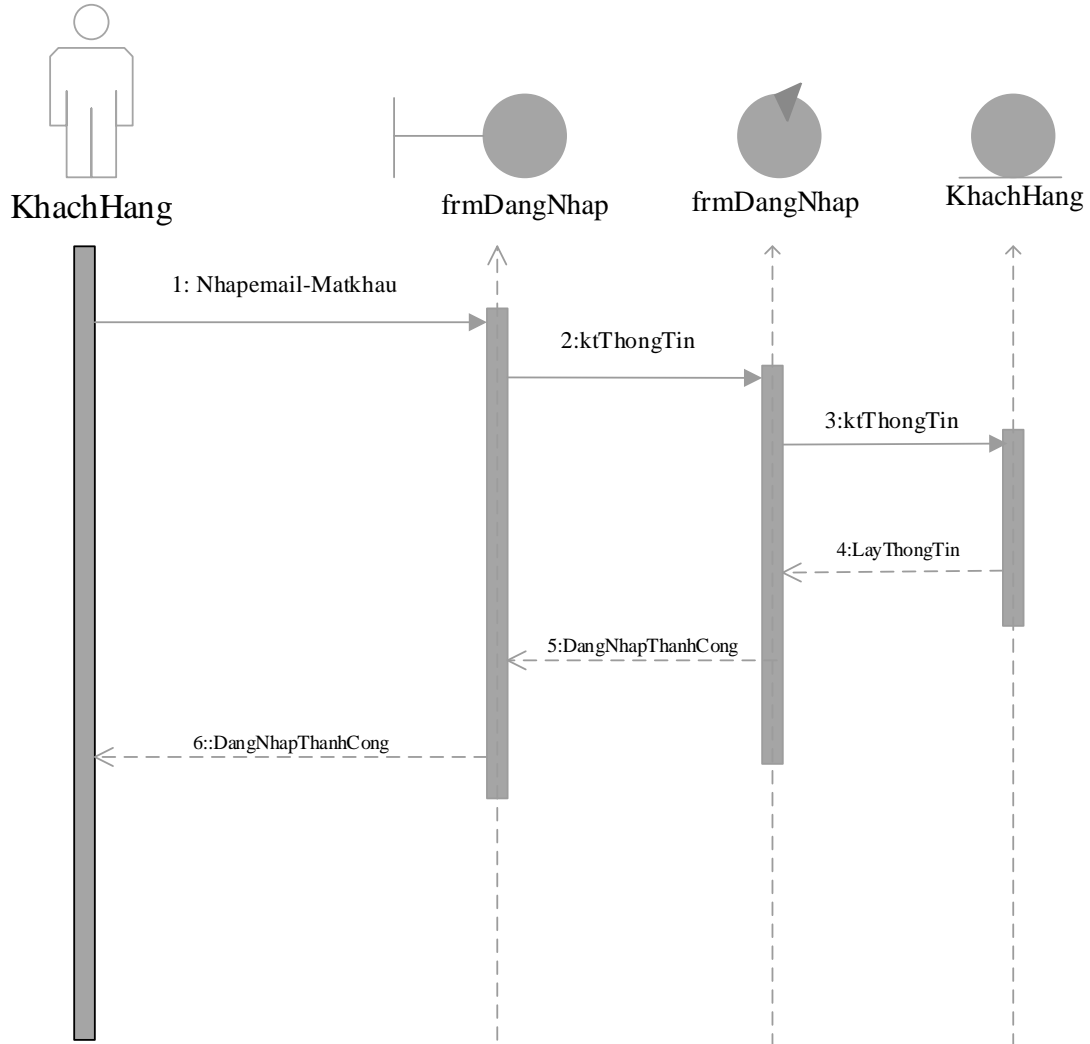 KhachHang
frmDangNhap
frmDangNhap
KhachHang
1: Nhapemail-Matkhau
2:ktThongTin
3:ktThongTin
4:LayThongTin
5:DangNhapThanhCong
6::DangNhapThanhCong